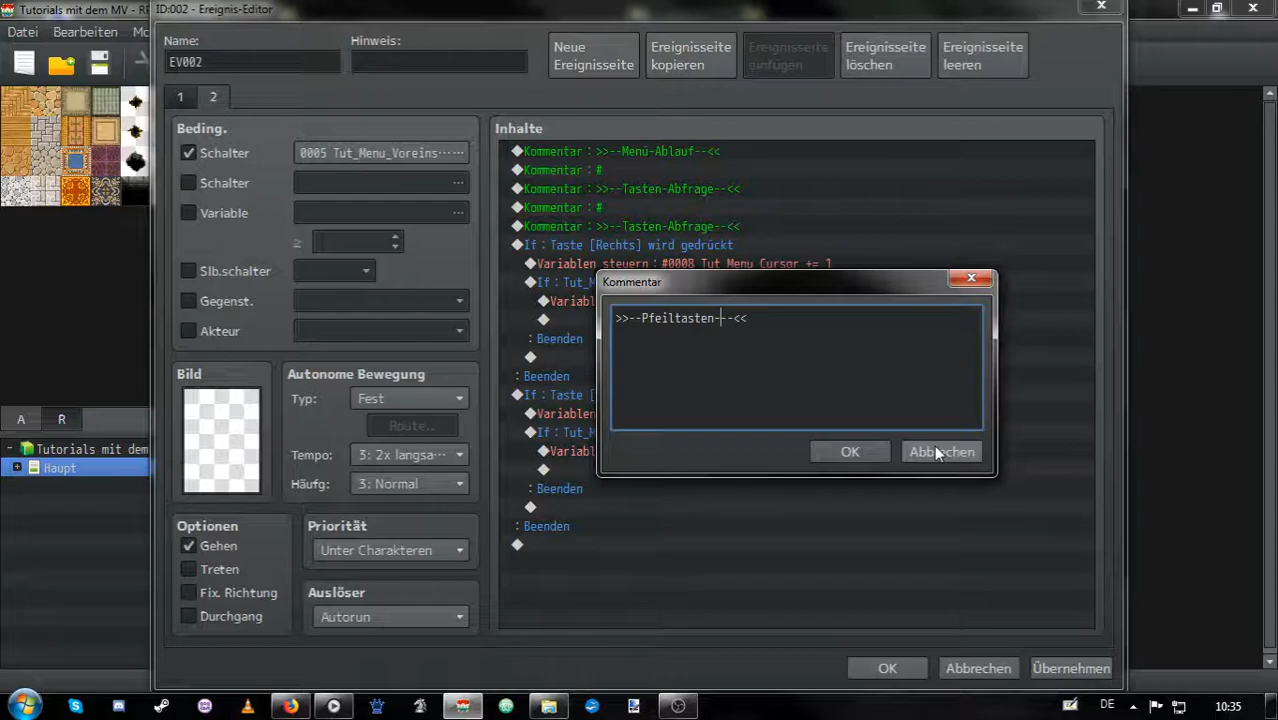 Tutorials mit dem MV - RP
ID:002 - Ereignis-Editor
Datei Bearbeiten
Name:
EV002
Hinweis:
Neue
Ereignisseite
Ereignisseite
kopieren
Ereignisseite
einfügen
Ereignisseite
löschen
Ereignisseite
leeren
1
2
Beding.
Schalter
0005 Tut_Menu_Voreins···
Schalter
Variable
≥
Slb.schalter
Gegenst.
Akteur
Bild
Autonome Bewegung
Typ:
Fest
Route..
Tempo:
3: 2x langsa···
Häufg:
3: Normal
Optionen
Gehen
Treten
Fix. Richtung
Durchgang
Priorität
Unter Charakteren
Auslöser
Autorun
Inhalte
◆Kommentar：>>--Menü-Ablauf--<<
◆Kommentar：#
◆Kommentar：>>--Tasten-Abfrage--<<
◆Kommentar：#
◆Kommentar：>>--Tasten-Abfrage--<<
◆If：Taste [Rechts] wird gedrückt
◆Variablen steuern：#0008 Tut_Menu_Cursor += 1
◆If：Tut_M
◆Variabl
◆
：Beenden
◆
：Beenden
◆If：Taste [
◆Variablen
◆If：Tut_M
◆Variabl
◆
：Beenden
◆
：Beenden
◆
Kommentar
>>--Pfeiltasten---<<
OK
Abbrechen
A
R
Tutorials mit dem
Haupt
OK
Abbrechen
Übernehmen
DE
10:35